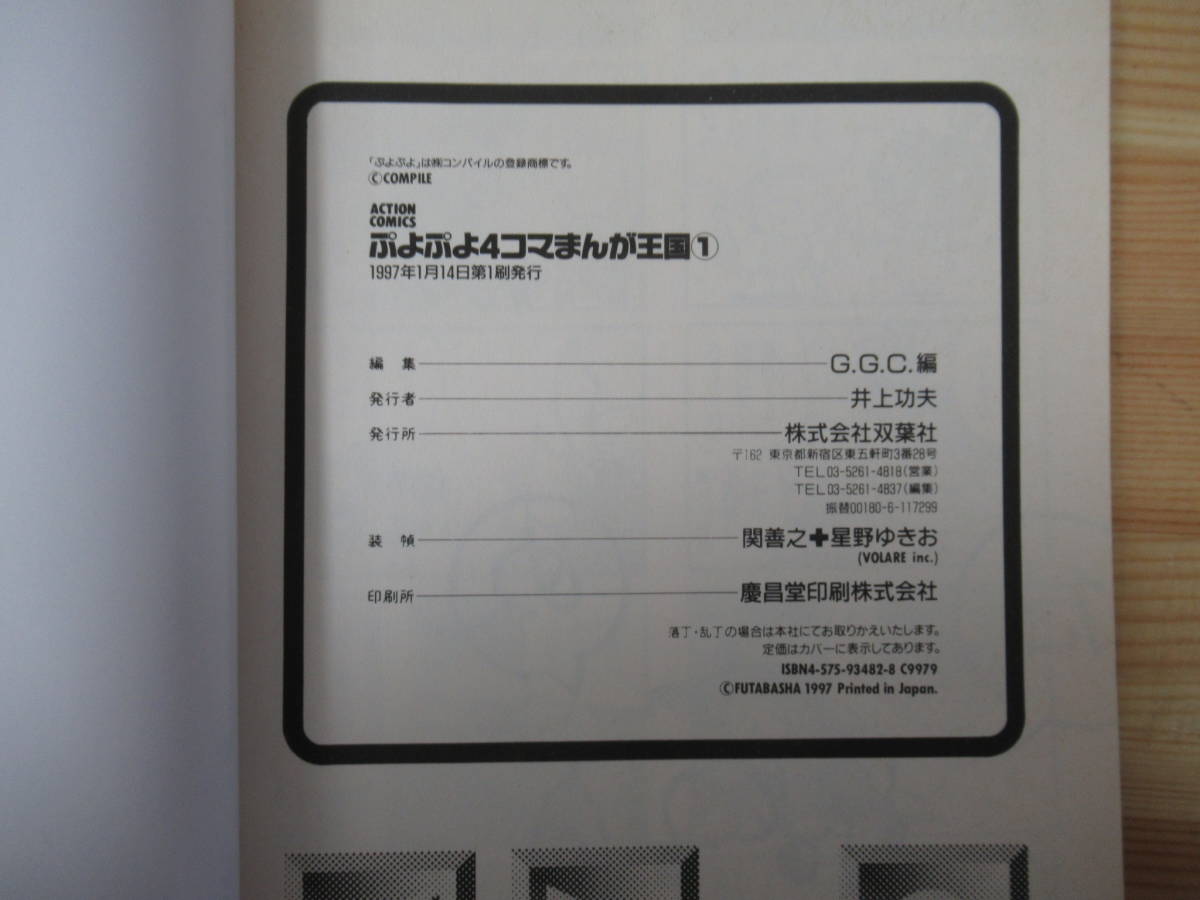 「ぷよぷよ」は㈱コンパイルの登録商標です。
©COMPILE
ACTION
COMICS
ぷよぷよ4コマまんが王国①
1997年1月14日第1刷発行
編集 G.G.C.編
発行者 井上功夫
発行所 株式会社双葉社
〒162 東京都新宿区東五軒町3番28号
TEL03-5261-4818(営業)
TEL03-5261-4837(編集)
振替00180-6-117299
装幀 関善之✚星野ゆきお
(VOLARE inc.)
印刷所 慶昌堂印刷株式会社
落丁・乱丁の場合は本社にてお取りかえいたします。
定価はカバーに表示してあります。
ISBN4-575-93482-8 C9979
©FUTABASHA 1997 Printed in Japan.